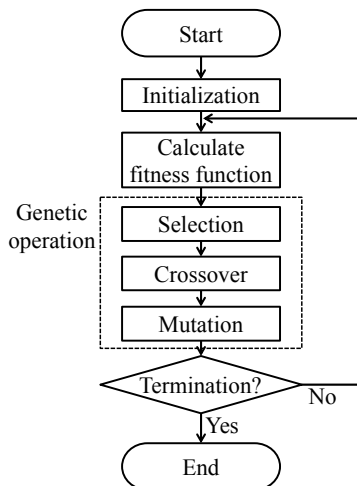 Start
Initialization
Calculate
fitness function
Genetic
operation
Selection
Crossover
Mutation
Termination?
No
Yes
End